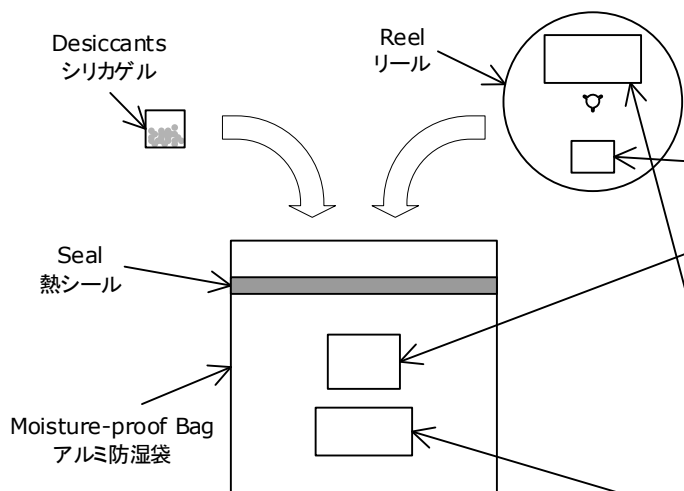 Desiccants
シリカゲル
Reel
リール
Seal
熱シール
Moisture-proof Bag
アルミ防湿袋